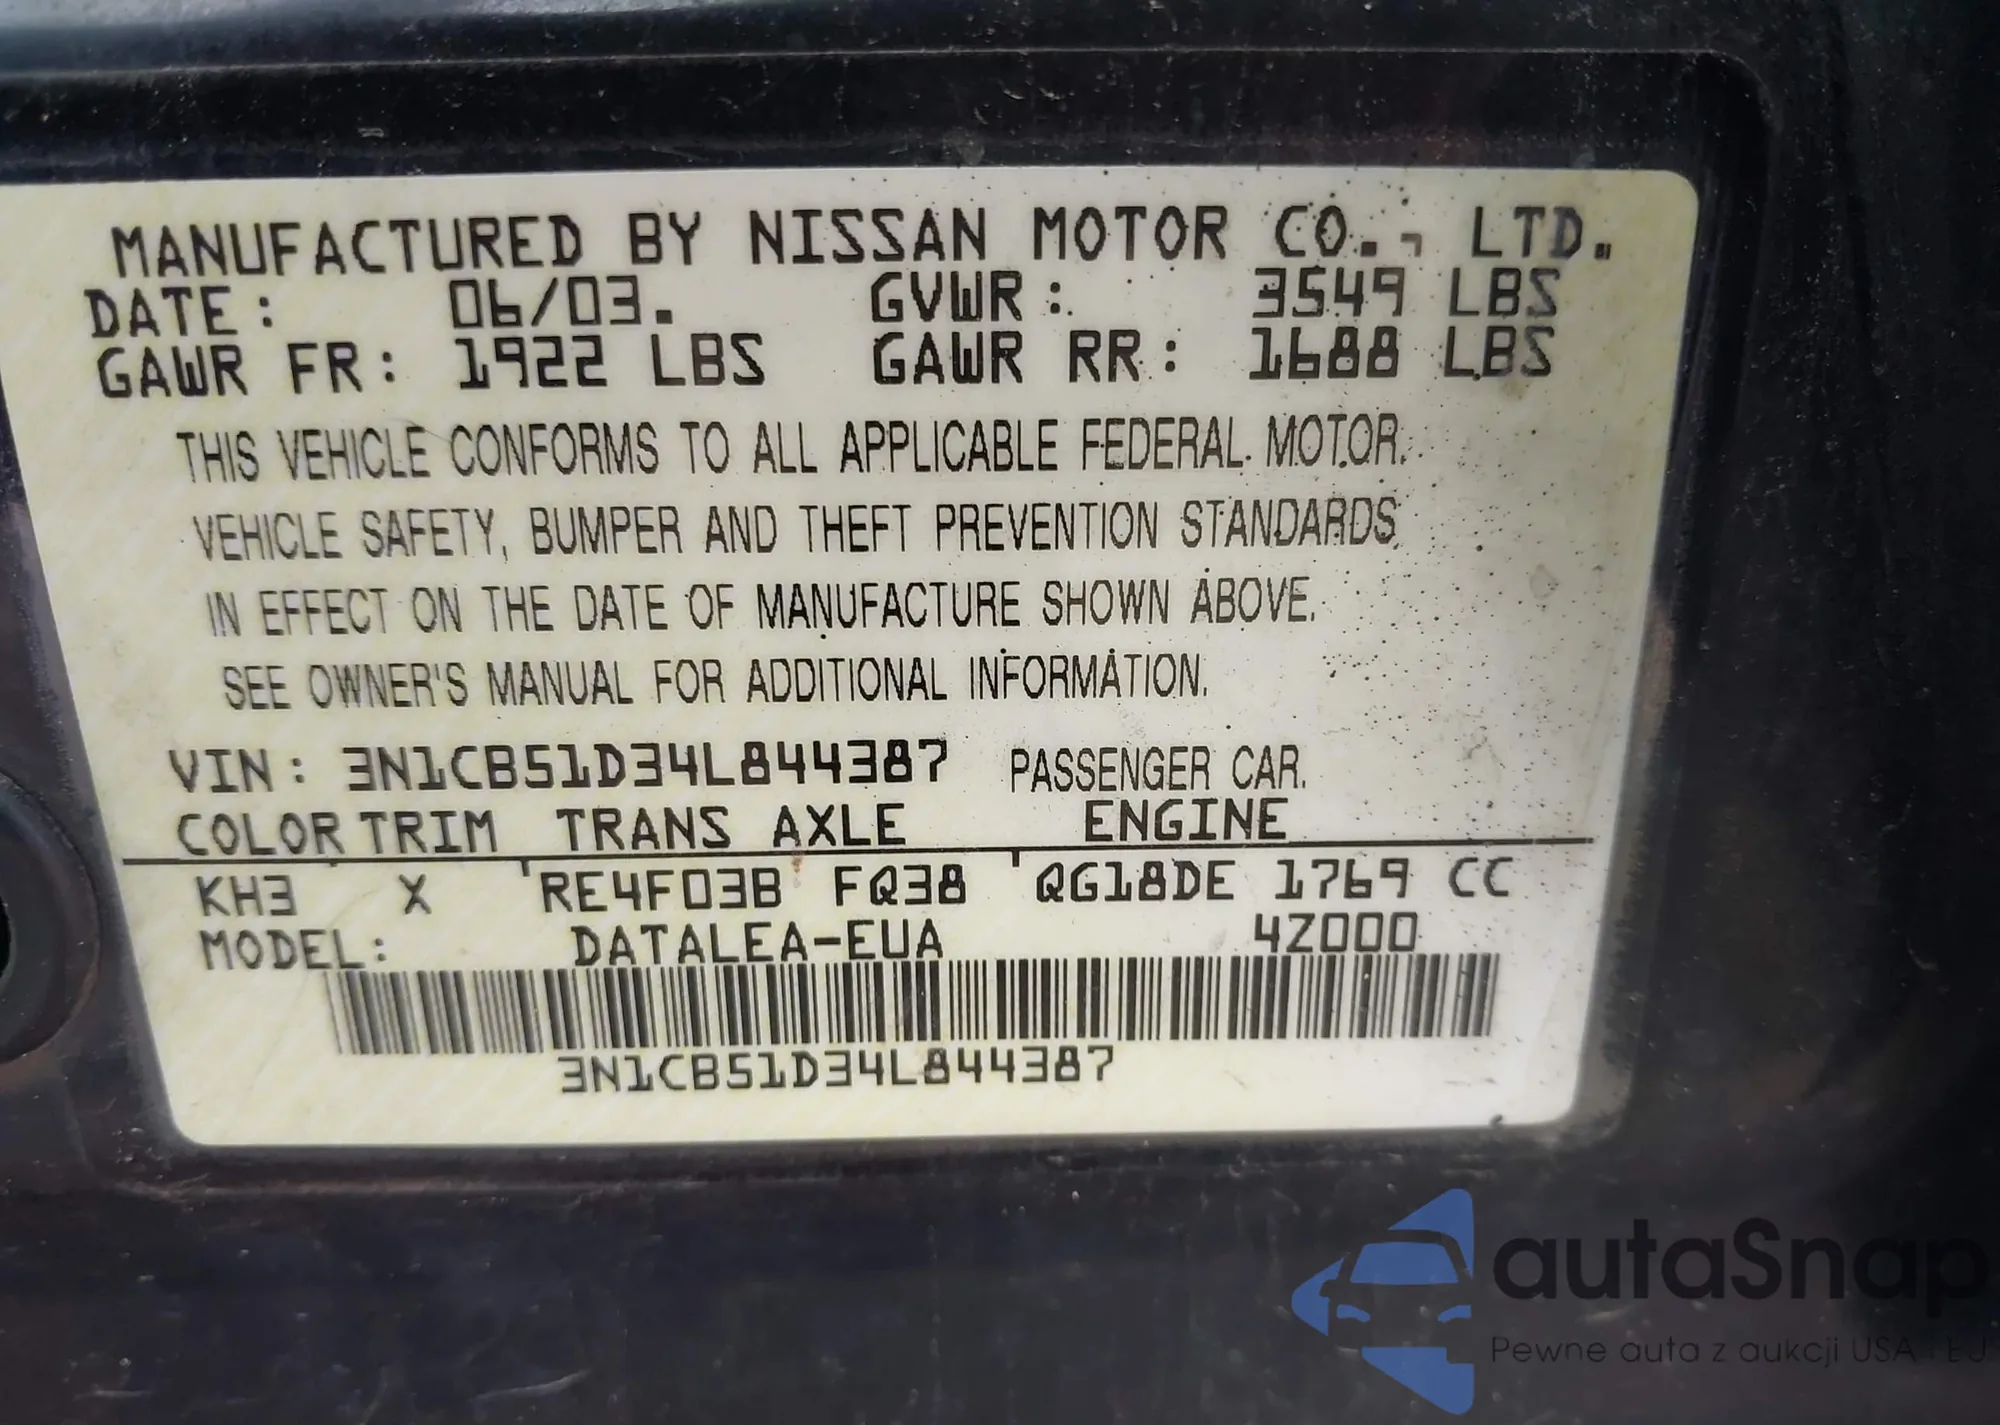 MANUFACTURED BY NISSAN MOTOR CO., LTD.
DATE: 06/03. GVWR: 3549 LBS
GAWR FR: 1922 LBS GAWR RR: 1688 LBS
THIS VEHICLE CONFORMS TO ALL APPLICABLE FEDERAL MOTOR
VEHICLE SAFETY, BUMPER AND THEFT PREVENTION STANDARDS
IN EFFECT ON THE DATE OF MANUFACTURE SHOWN ABOVE.
SEE OWNER'S MANUAL FOR ADDITIONAL INFORMATION.
VIN: 3N1CB51D34L844387 PASSENGER CAR.
COLOR TRIM TRANS AXLE ENGINE
KH3 X RE4F03B FQ38 QG18DE 1769 CC
MODEL: DATALEA-EUA 4Z000
3N1CB51D34L844387
autaSnap
Pewne auta z aukcji USA i EU